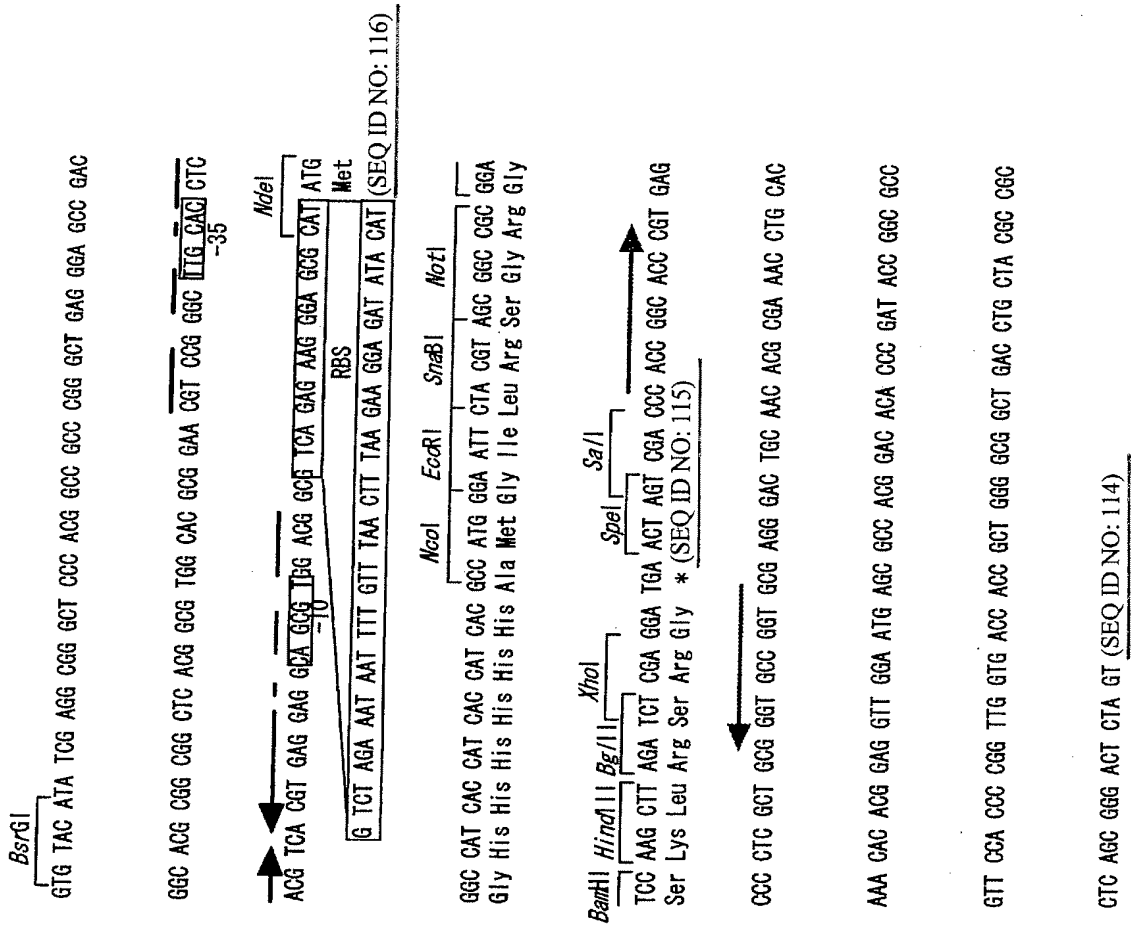 BsrGI
GTG TAC ATA TCG AGG CGG GCT CCC ACG GCC GCC CGG GCT GAG GGA GCC GAC
GGC ACG CGG CGG CTC ACG GCG TGG CAC GCG GAA CGT CCG GGC TTG CAC CTC
-35
NdeI
ACG TCA CGT GAG GAG GCA GCG TGG ACG GCG TCA GAG AAG GGA GCG CAT ATG
-10 RBS Met
G TCT AGA AAT AAT TTT GTT TAA CTT TAA GAA GGA GAT ATA CAT (SEQ ID NO: 116)
NcoI EcoRI SnaBI NotI
GGC CAT CAC CAT CAC CAT CAC GCC ATG GGA ATT CTA CGT AGC GGC CGC GGA
Gly His His His His His His Ala Met Gly Ile Leu Arg Ser Gly Arg Gly
BamHI HindIII BglII XhoI SpeI SalI
TCC AAG CTT AGA TCT CGA GGA TGA ACT AGT CGA CCC ACC GGC ACC CGT GAG
Ser Lys Leu Arg Ser Arg Gly * (SEQ ID NO: 115)
CCC CTC GCT GCG GGT GCC GGT GCG AGG GAC TGC AAC ACG CGA AAC CTG CAC
AAA CAC ACG GAG GTT GGA ATG AGC GCC ACG GAC ACA CCC GAT ACC GGC GCC
GTT CCA CCC CGG TTG GTG ACC ACC GCT GGG GCG GCT GAC CTG CTA CGC CGC
CTC AGC GGG ACT CTA GT (SEQ ID NO: 114)